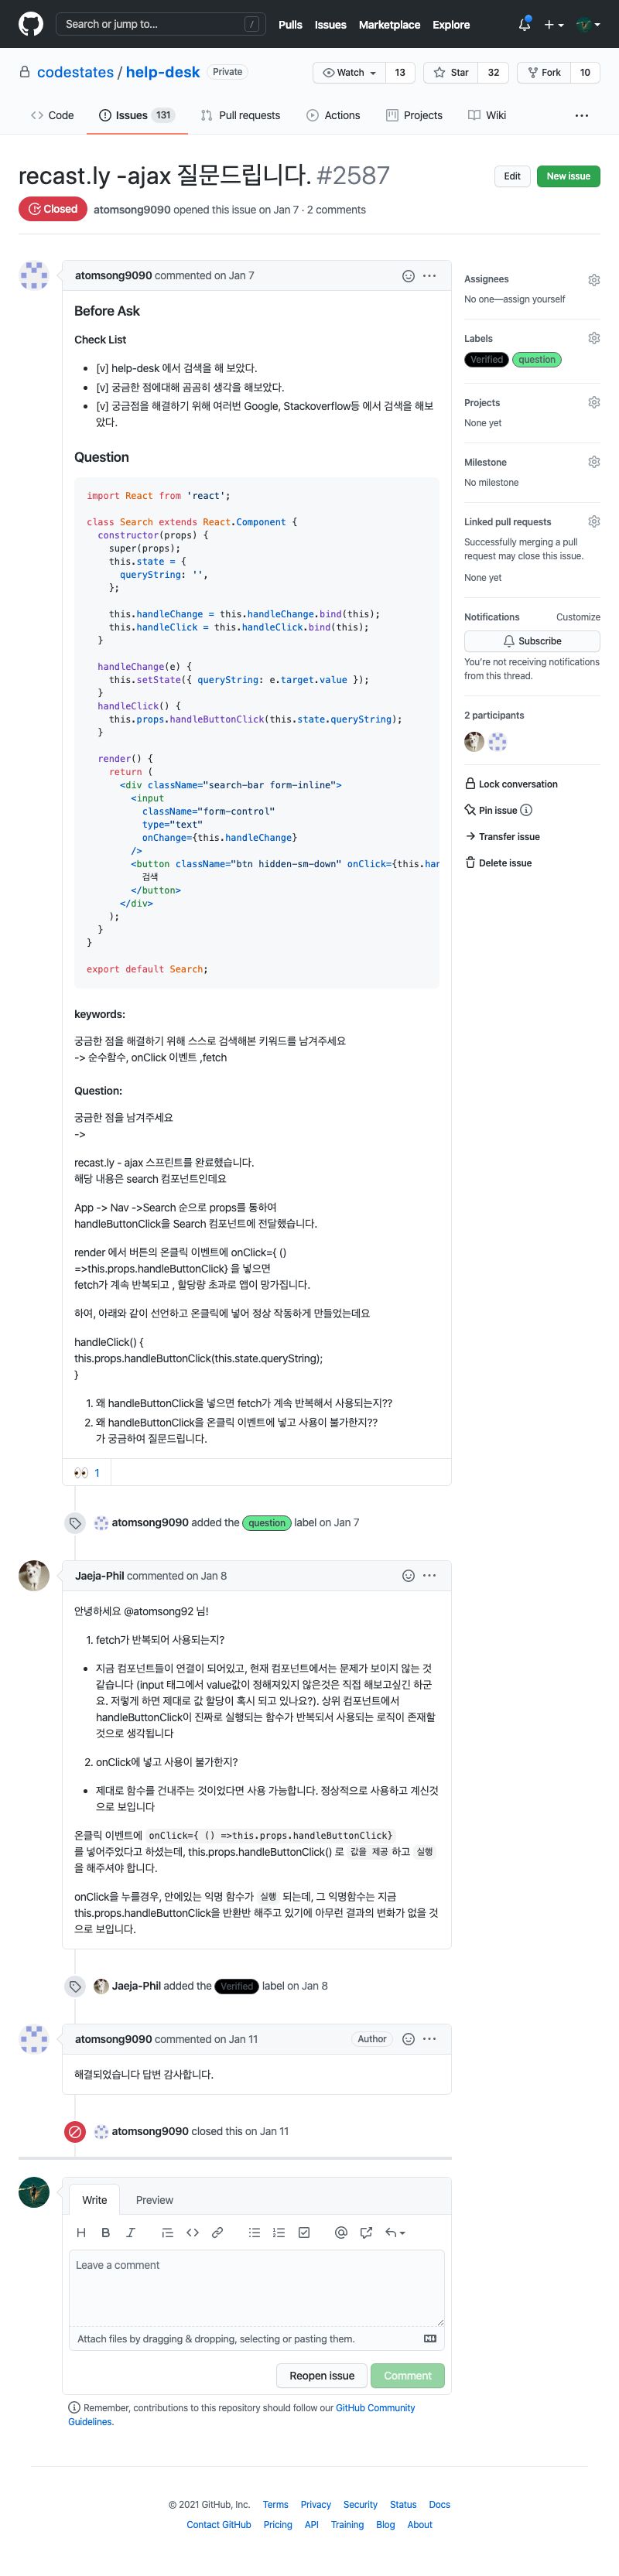 Search or jump to...
/
Pulls Issues Marketplace Explore
codestates / help-desk Private
Watch 13 Star 32 Fork 10
Code Issues 131 Pull requests Actions Projects Wiki
recast.ly -ajax 질문드립니다. #2587
Edit New issue
Closed atomsong9090 opened this issue on Jan 7 · 2 comments
atomsong9090 commented on Jan 7
Before Ask
Check List
[v] help-desk 에서 검색을 해 보았다.
[v] 궁금한 점에대해 곰곰히 생각을 해보았다.
[v] 궁금점을 해결하기 위해 여러번 Google, Stackoverflow등 에서 검색을 해보
았다.
Question
import React from 'react';
class Search extends React.Component {
constructor(props) {
super(props);
this.state = {
queryString: '',
};
this.handleChange = this.handleChange.bind(this);
this.handleClick = this.handleClick.bind(this);
}
handleChange(e) {
this.setState({ queryString: e.target.value });
}
handleClick() {
this.props.handleButtonClick(this.state.queryString);
}
render() {
return (
<div className="search-bar form-inline">
<input
className="form-control"
type="text"
onChange={this.handleChange}
/>
<button className="btn hidden-sm-down" onClick={this.har
검색
</button>
</div>
);
}
}
export default Search;
keywords:
궁금한 점을 해결하기 위해 스스로 검색해본 키워드를 남겨주세요
-> 순수함수, onClick 이벤트 ,fetch
Question:
궁금한 점을 남겨주세요
->
recast.ly - ajax 스프린트를 완료했습니다.
해당 내용은 search 컴포넌트인데요
App -> Nav ->Search 순으로 props를 통하여
handleButtonClick을 Search 컴포넌트에 전달했습니다.
render 에서 버튼의 온클릭 이벤트에 onClick={ ()
=>this.props.handleButtonClick} 을 넣으면
fetch가 계속 반복되고 , 할당량 초과로 앱이 망가집니다.
하여, 아래와 같이 선언하고 온클릭에 넣어 정상 작동하게 만들었는데요
handleClick() {
this.props.handleButtonClick(this.state.queryString);
}
1. 왜 handleButtonClick을 넣으면 fetch가 계속 반복해서 사용되는지??
2. 왜 handleButtonClick을 온클릭 이벤트에 넣고 사용이 불가한지??
가 궁금하여 질문드립니다.
1
atomsong9090 added the question label on Jan 7
Jaeja-Phil commented on Jan 8
안녕하세요 @atomsong92 님!
1. fetch가 반복되어 사용되는지?
지금 컴포넌트들이 연결이 되어있고, 현재 컴포넌트에서는 문제가 보이지 않는 것
같습니다 (input 태그에서 value값이 정해져있지 않은것은 직접 해보고싶긴 하군
요. 저렇게 하면 제대로 값 할당이 혹시 되고 있나요?). 상위 컴포넌트에서
handleButtonClick이 진짜로 실행되는 함수가 반복되서 사용되는 로직이 존재할
것으로 생각됩니다
2. onClick에 넣고 사용이 불가한지?
제대로 함수를 건내주는 것이었다면 사용 가능합니다. 정상적으로 사용하고 계신것
으로 보입니다
온클릭 이벤트에 onClick={ () =>this.props.handleButtonClick}
를 넣어주었다고 하셨는데, this.props.handleButtonClick() 로 값을 제공 하고 실행
을 해주셔야 합니다.
onClick을 누를경우, 안에있는 익명 함수가 실행 되는데, 그 익명함수는 지금
this.props.handleButtonClick을 반환반 해주고 있기에 아무런 결과의 변화가 없을 것
으로 보입니다.
Jaeja-Phil added the Verified label on Jan 8
atomsong9090 commented on Jan 11 Author
해결되었습니다 답변 감사합니다.
atomsong9090 closed this on Jan 11
Write Preview
Leave a comment
Attach files by dragging & dropping, selecting or pasting them.
Reopen issue Comment
Remember, contributions to this repository should follow our GitHub Community
Guidelines.
Assignees
No one—assign yourself
Labels
Verified question
Projects
None yet
Milestone
No milestone
Linked pull requests
Successfully merging a pull
request may close this issue.
None yet
Notifications Customize
Subscribe
You're not receiving notifications
from this thread.
2 participants
Lock conversation
Pin issue
Transfer issue
Delete issue
© 2021 GitHub, Inc. Terms Privacy Security Status Docs
Contact GitHub Pricing API Training Blog About